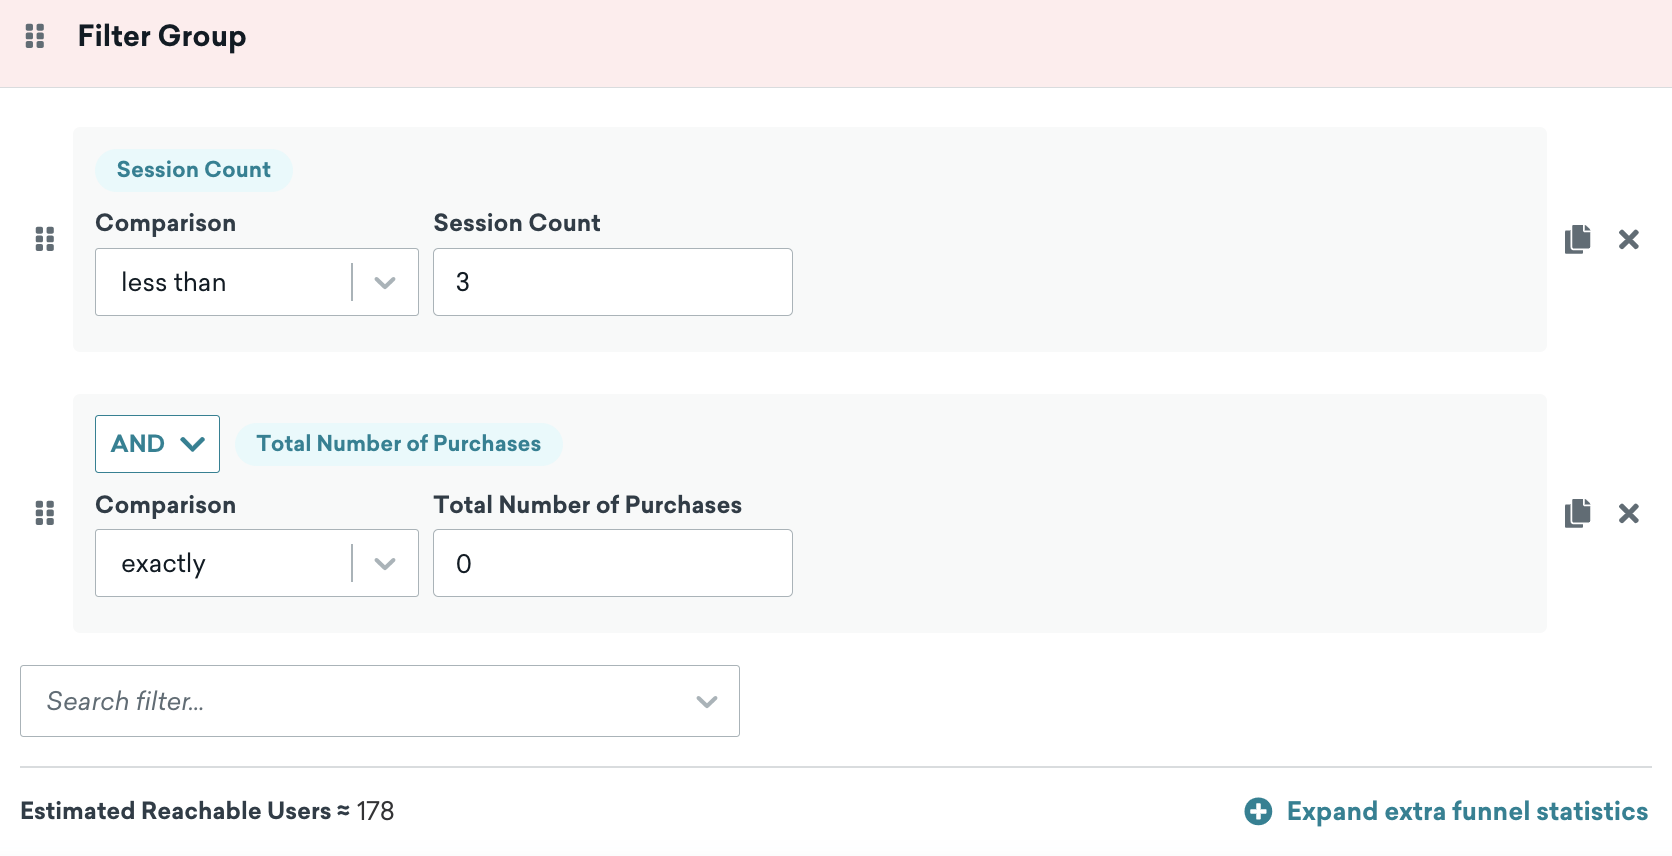 Filter Group
Session Count
Comparison Session Count
less than 3
AND Total Number of Purchases
Comparison Total Number of Purchases
exactly 0
Search filter...
Estimated Reachable Users ≈ 178 Expand extra funnel statistics